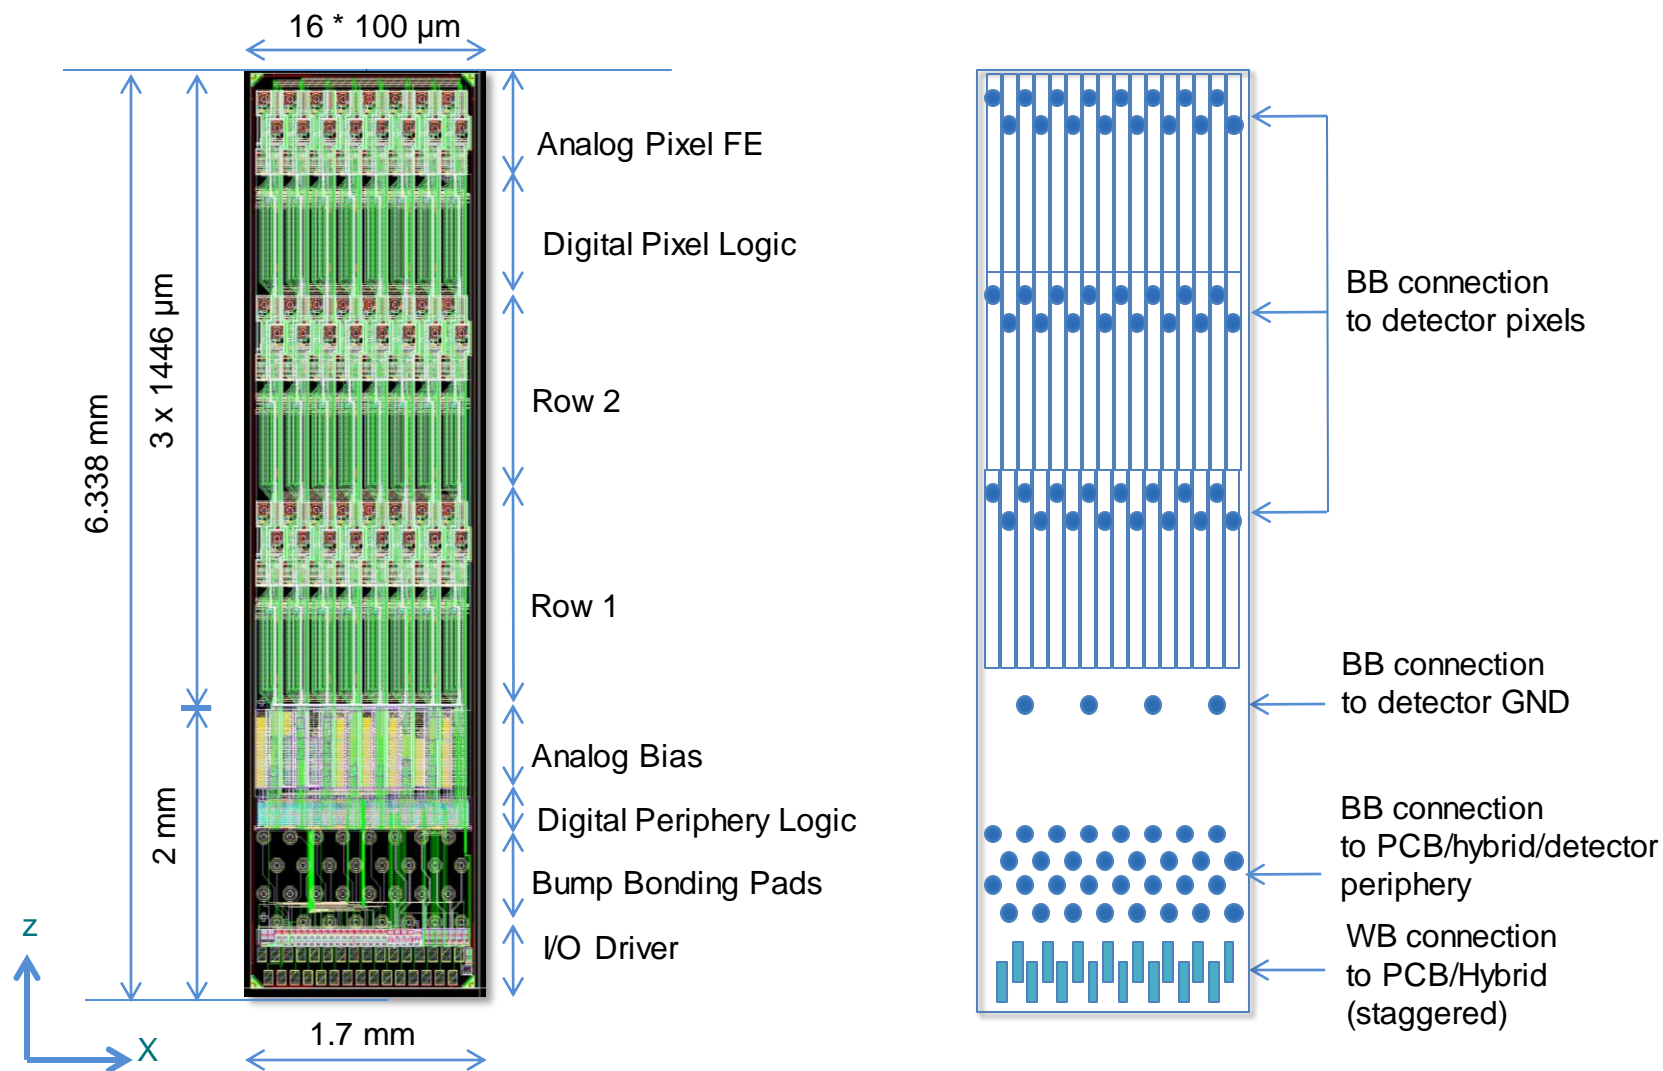 16 * 100 µm
Analog Pixel FE
Digital Pixel Logic
3 x 1446 µm
6.338 mm
Row 2
Row 1
2 mm
Analog Bias
Digital Periphery Logic
Bump Bonding Pads
I/O Driver
1.7 mm
z
X
BB connection
to detector pixels
BB connection
to detector GND
BB connection
to PCB/hybrid/detector
periphery
WB connection
to PCB/Hybrid
(staggered)